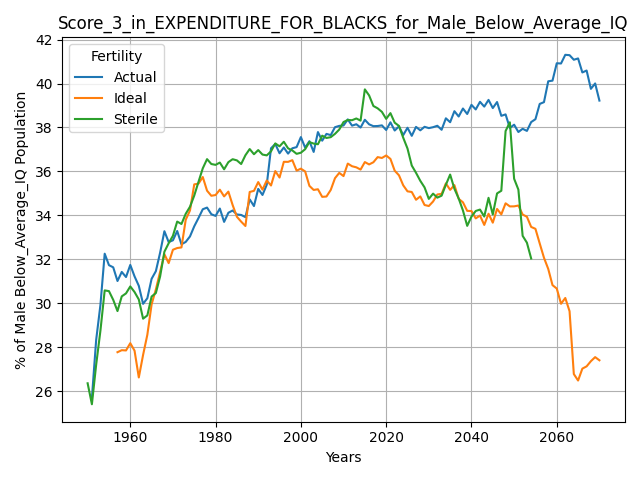 Score_3_in_EXPENDITURE_FOR_BLACKS_for_Male_Below_Average_IQ
% of Male Below_Average_IQ Population
42
40
38
36
34
32
30
28
26
Fertility
Actual
Ideal
Sterile
1960
1980
2000
2020
2040
2060
Years